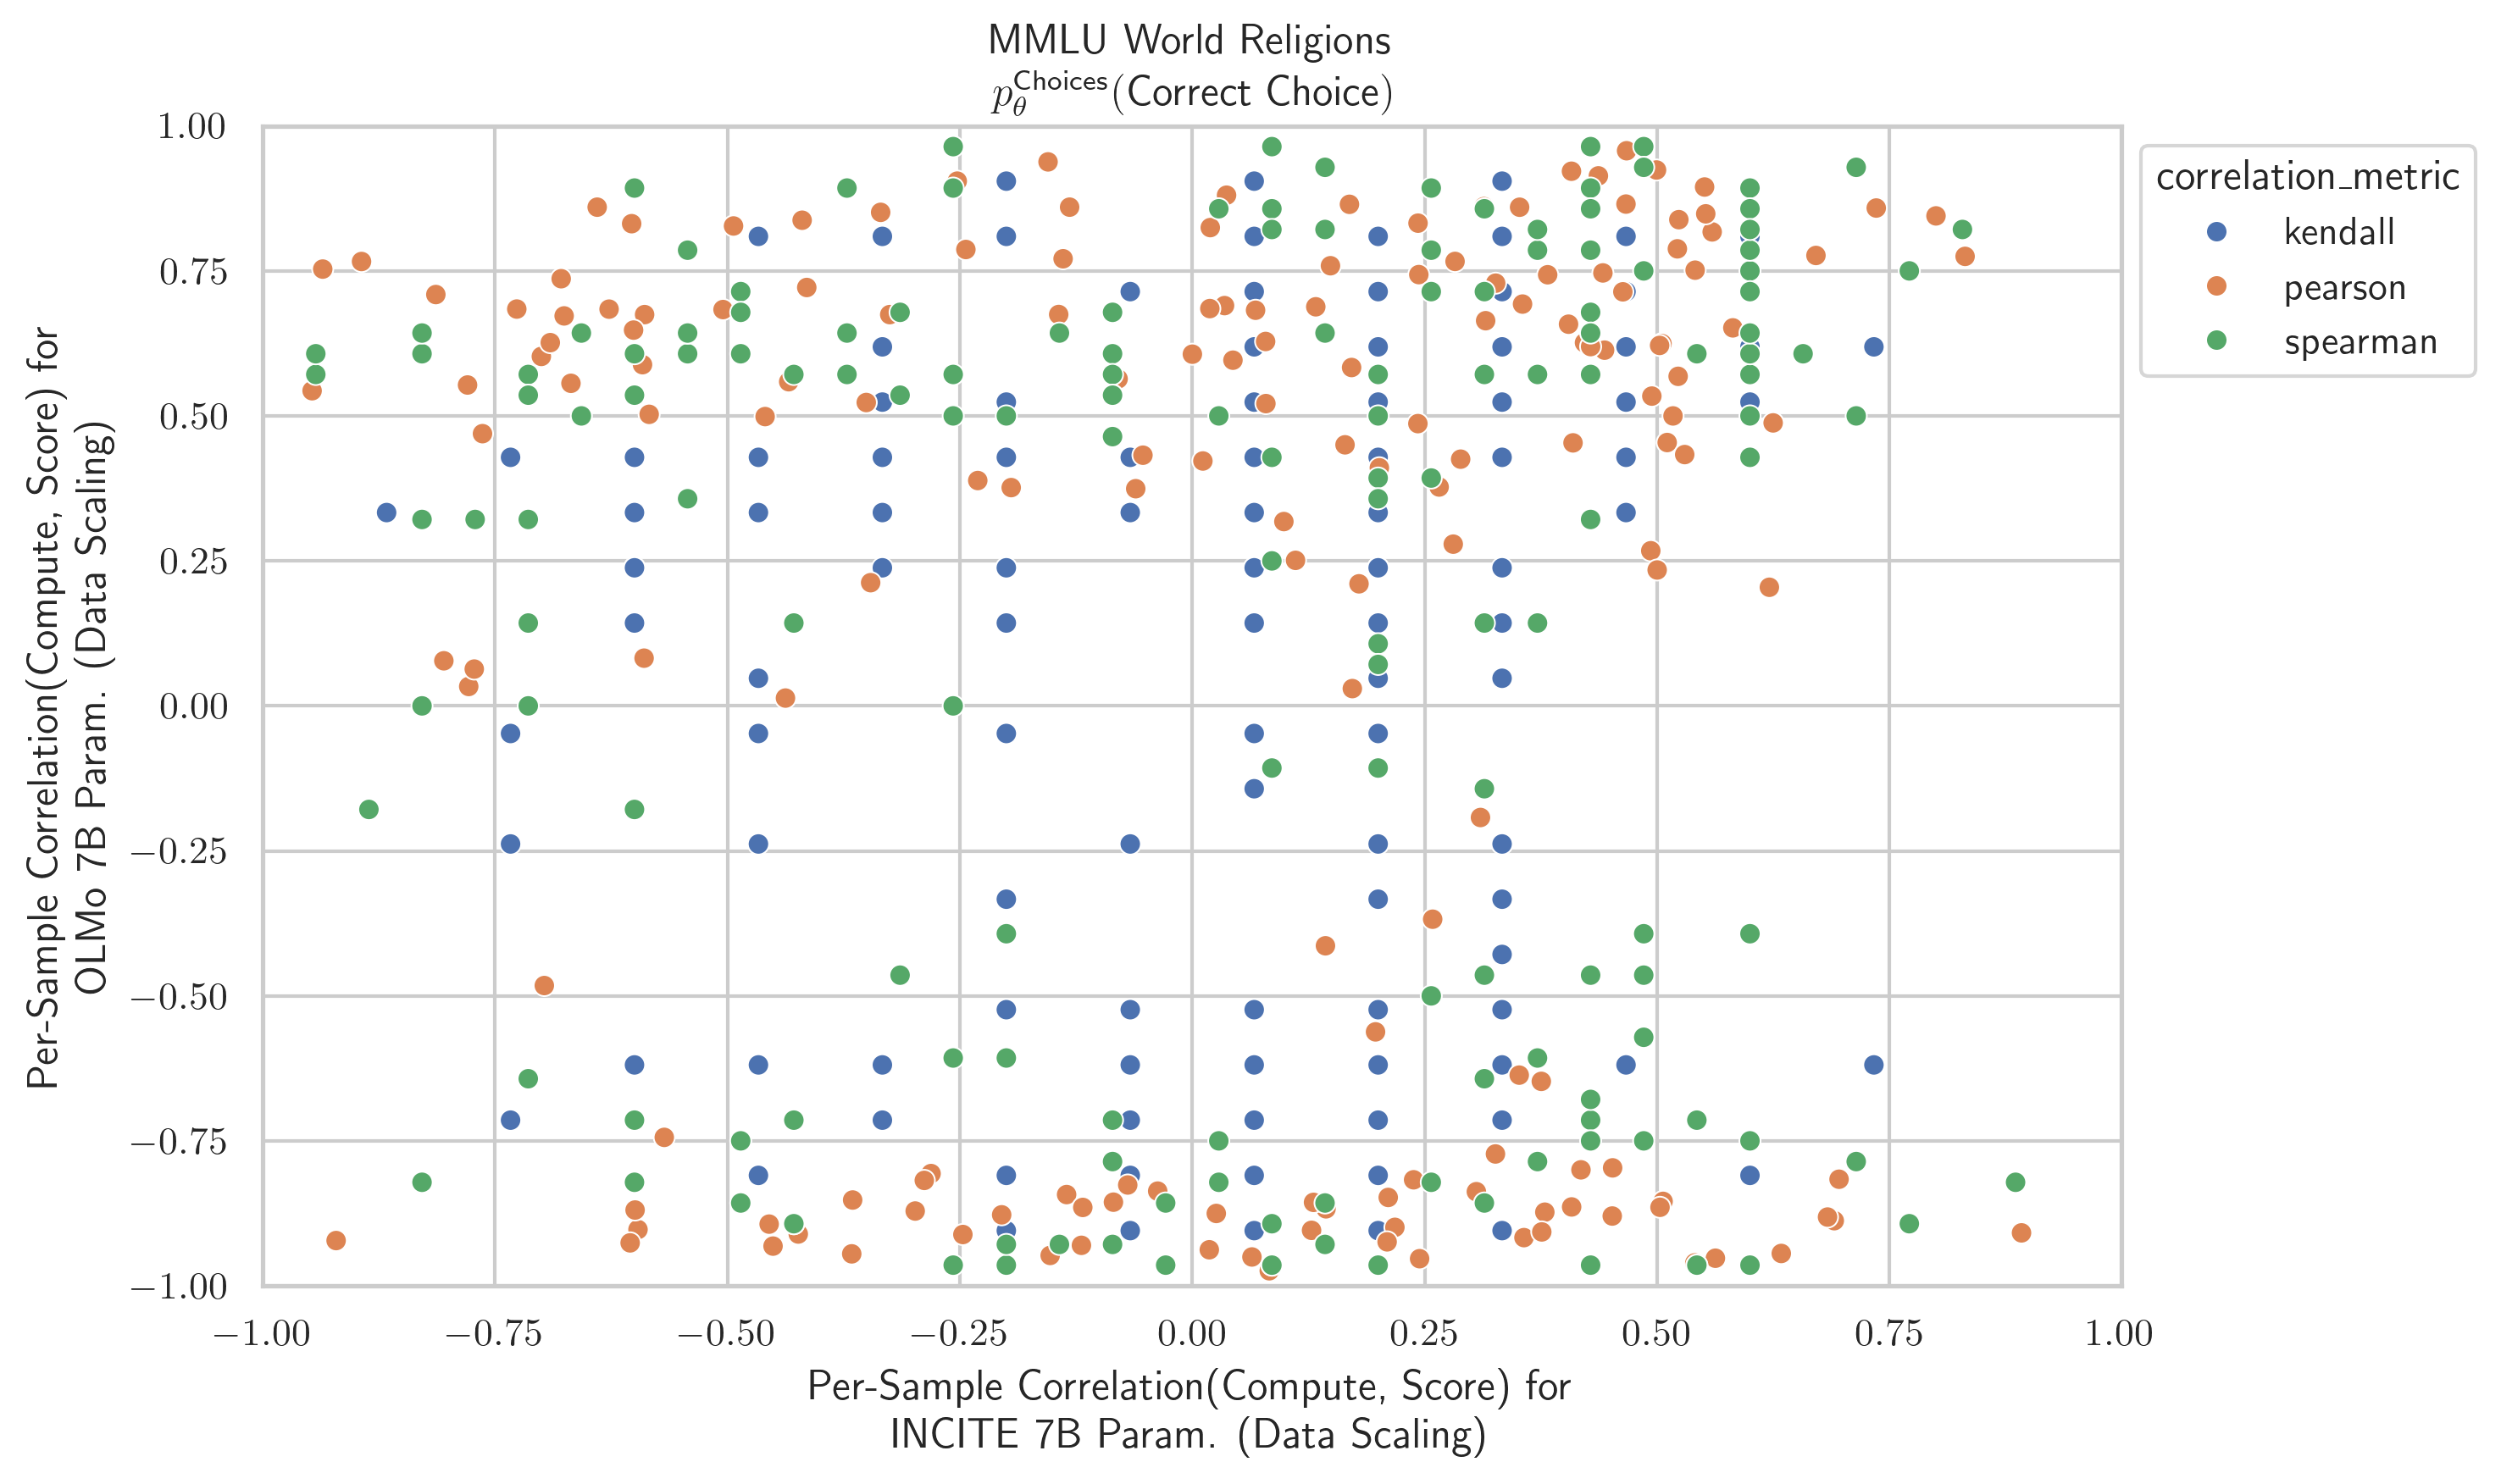 MMLU World Religions
p_θ^Choices(Correct Choice)
1.00
0.75
0.50
0.25
0.00
−0.25
−0.50
−0.75
−1.00
Per-Sample Correlation(Compute, Score) for
OLMo 7B Param. (Data Scaling)
correlation_metric
kendall
pearson
spearman
−1.00 −0.75 −0.50 −0.25 0.00 0.25 0.50 0.75 1.00
Per-Sample Correlation(Compute, Score) for
INCITE 7B Param. (Data Scaling)